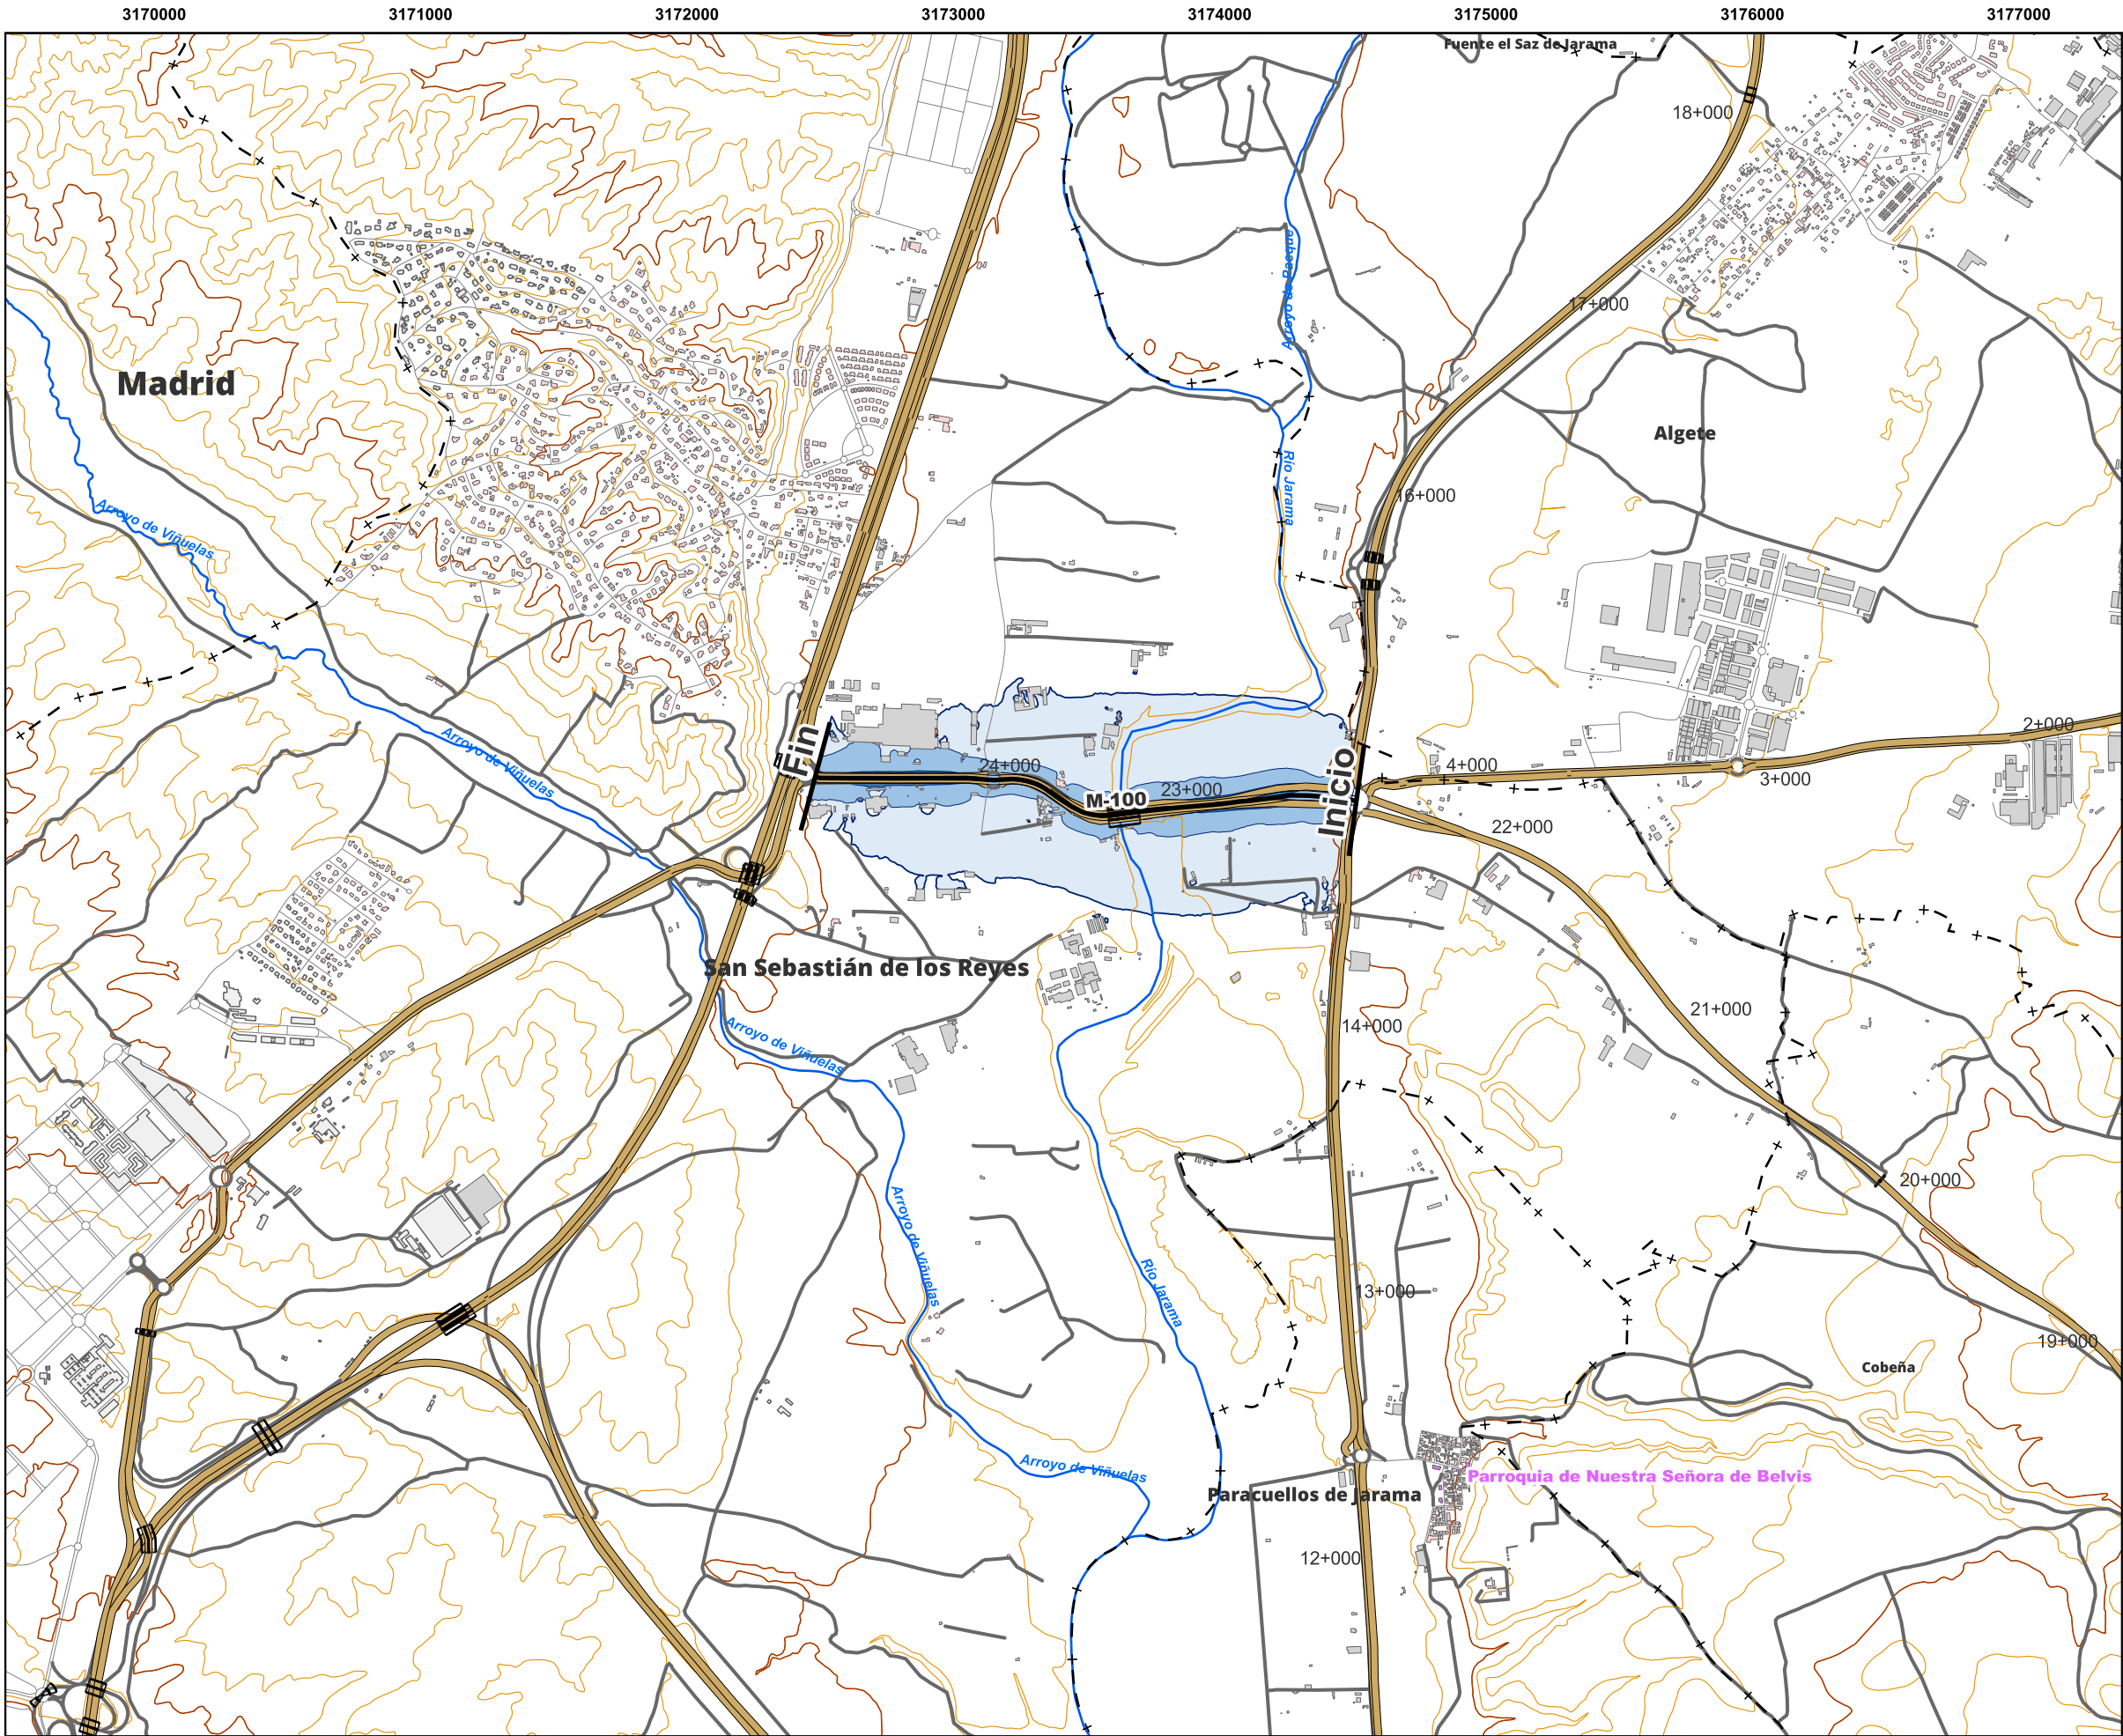 3170000 3171000 3172000 3173000 3174000 3175000 3176000 3177000
Fuente el Saz de Jarama
18+000
Arroyo de Paeque
17+000
Madrid
Algete
Río Jarama
16+000
Arroyo de Viñuelas
Arroyo de Viñuelas
Fin
Inicio
2+000
24+000
4+000
3+000
M-100
23+000
22+000
San Sebastián de los Reyes
21+000
14+000
Arroyo de Viñuelas
20+000
Arroyo de Viñuelas
Río Jarama
13+000
19+000
Cobeña
Arroyo de Viñuelas
Parroquia de Nuestra Señora de Belvis
Paracuellos de Jarama
12+000